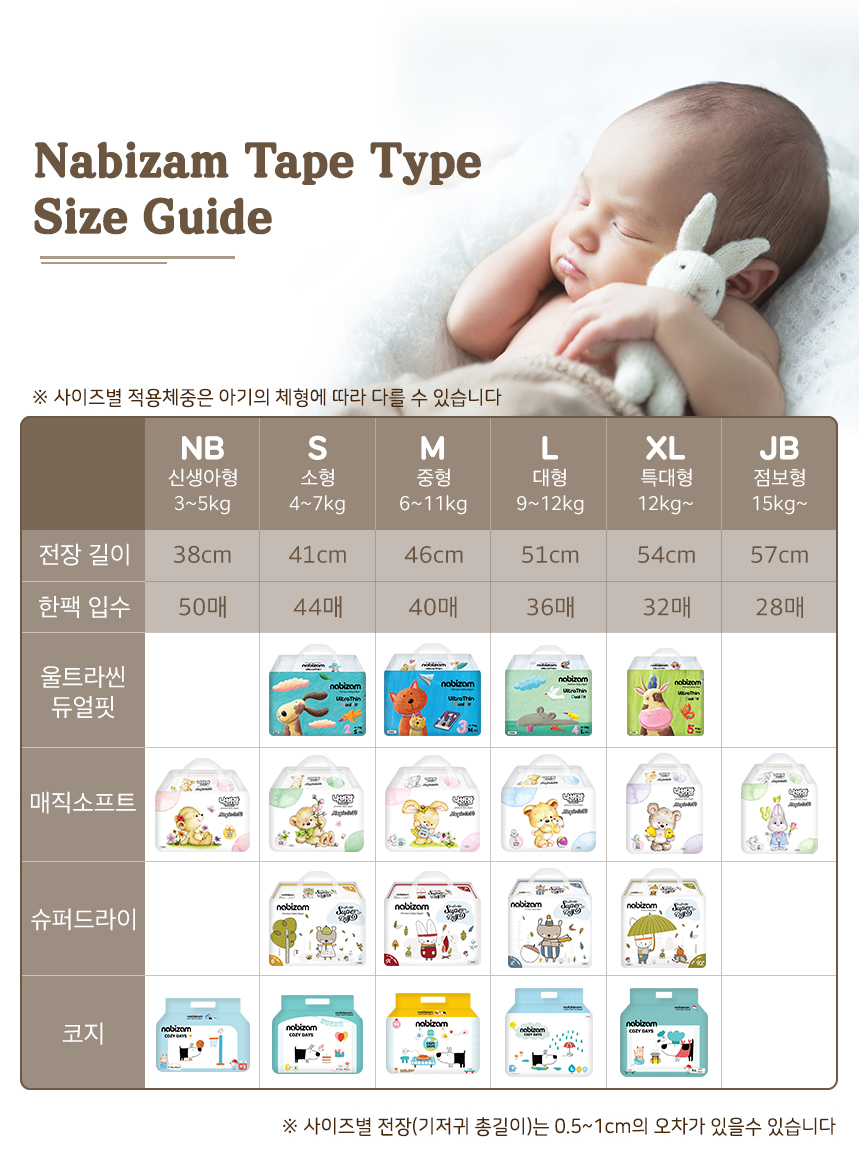 Nabizam Tape Type
Size Guide
※ 사이즈별 적용체중은 아기의 체형에 따라 다를 수 있습니다
NB S M L XL JB
신생아형 소형 중형 대형 특대형 점보형
3~5kg 4~7kg 6~11kg 9~12kg 12kg~ 15kg~
전장 길이 38cm 41cm 46cm 51cm 54cm 57cm
한팩 입수 50매 44매 40매 36매 32매 28매
울트라씬
듀얼핏
nabizam nabizam nabizam nabizam
UltraThin UltraThin UltraThin UltraThin
매직소프트
슈퍼드라이
nabizam nabizam nabizam nabizam
코지
nabizam nabizam nabizam nabizam nabizam
COZY DAYS COZY DAYS COZY DAYS COZY DAYS COZY DAYS
※ 사이즈별 전장(기저귀 총길이)는 0.5~1cm의 오차가 있을수 있습니다